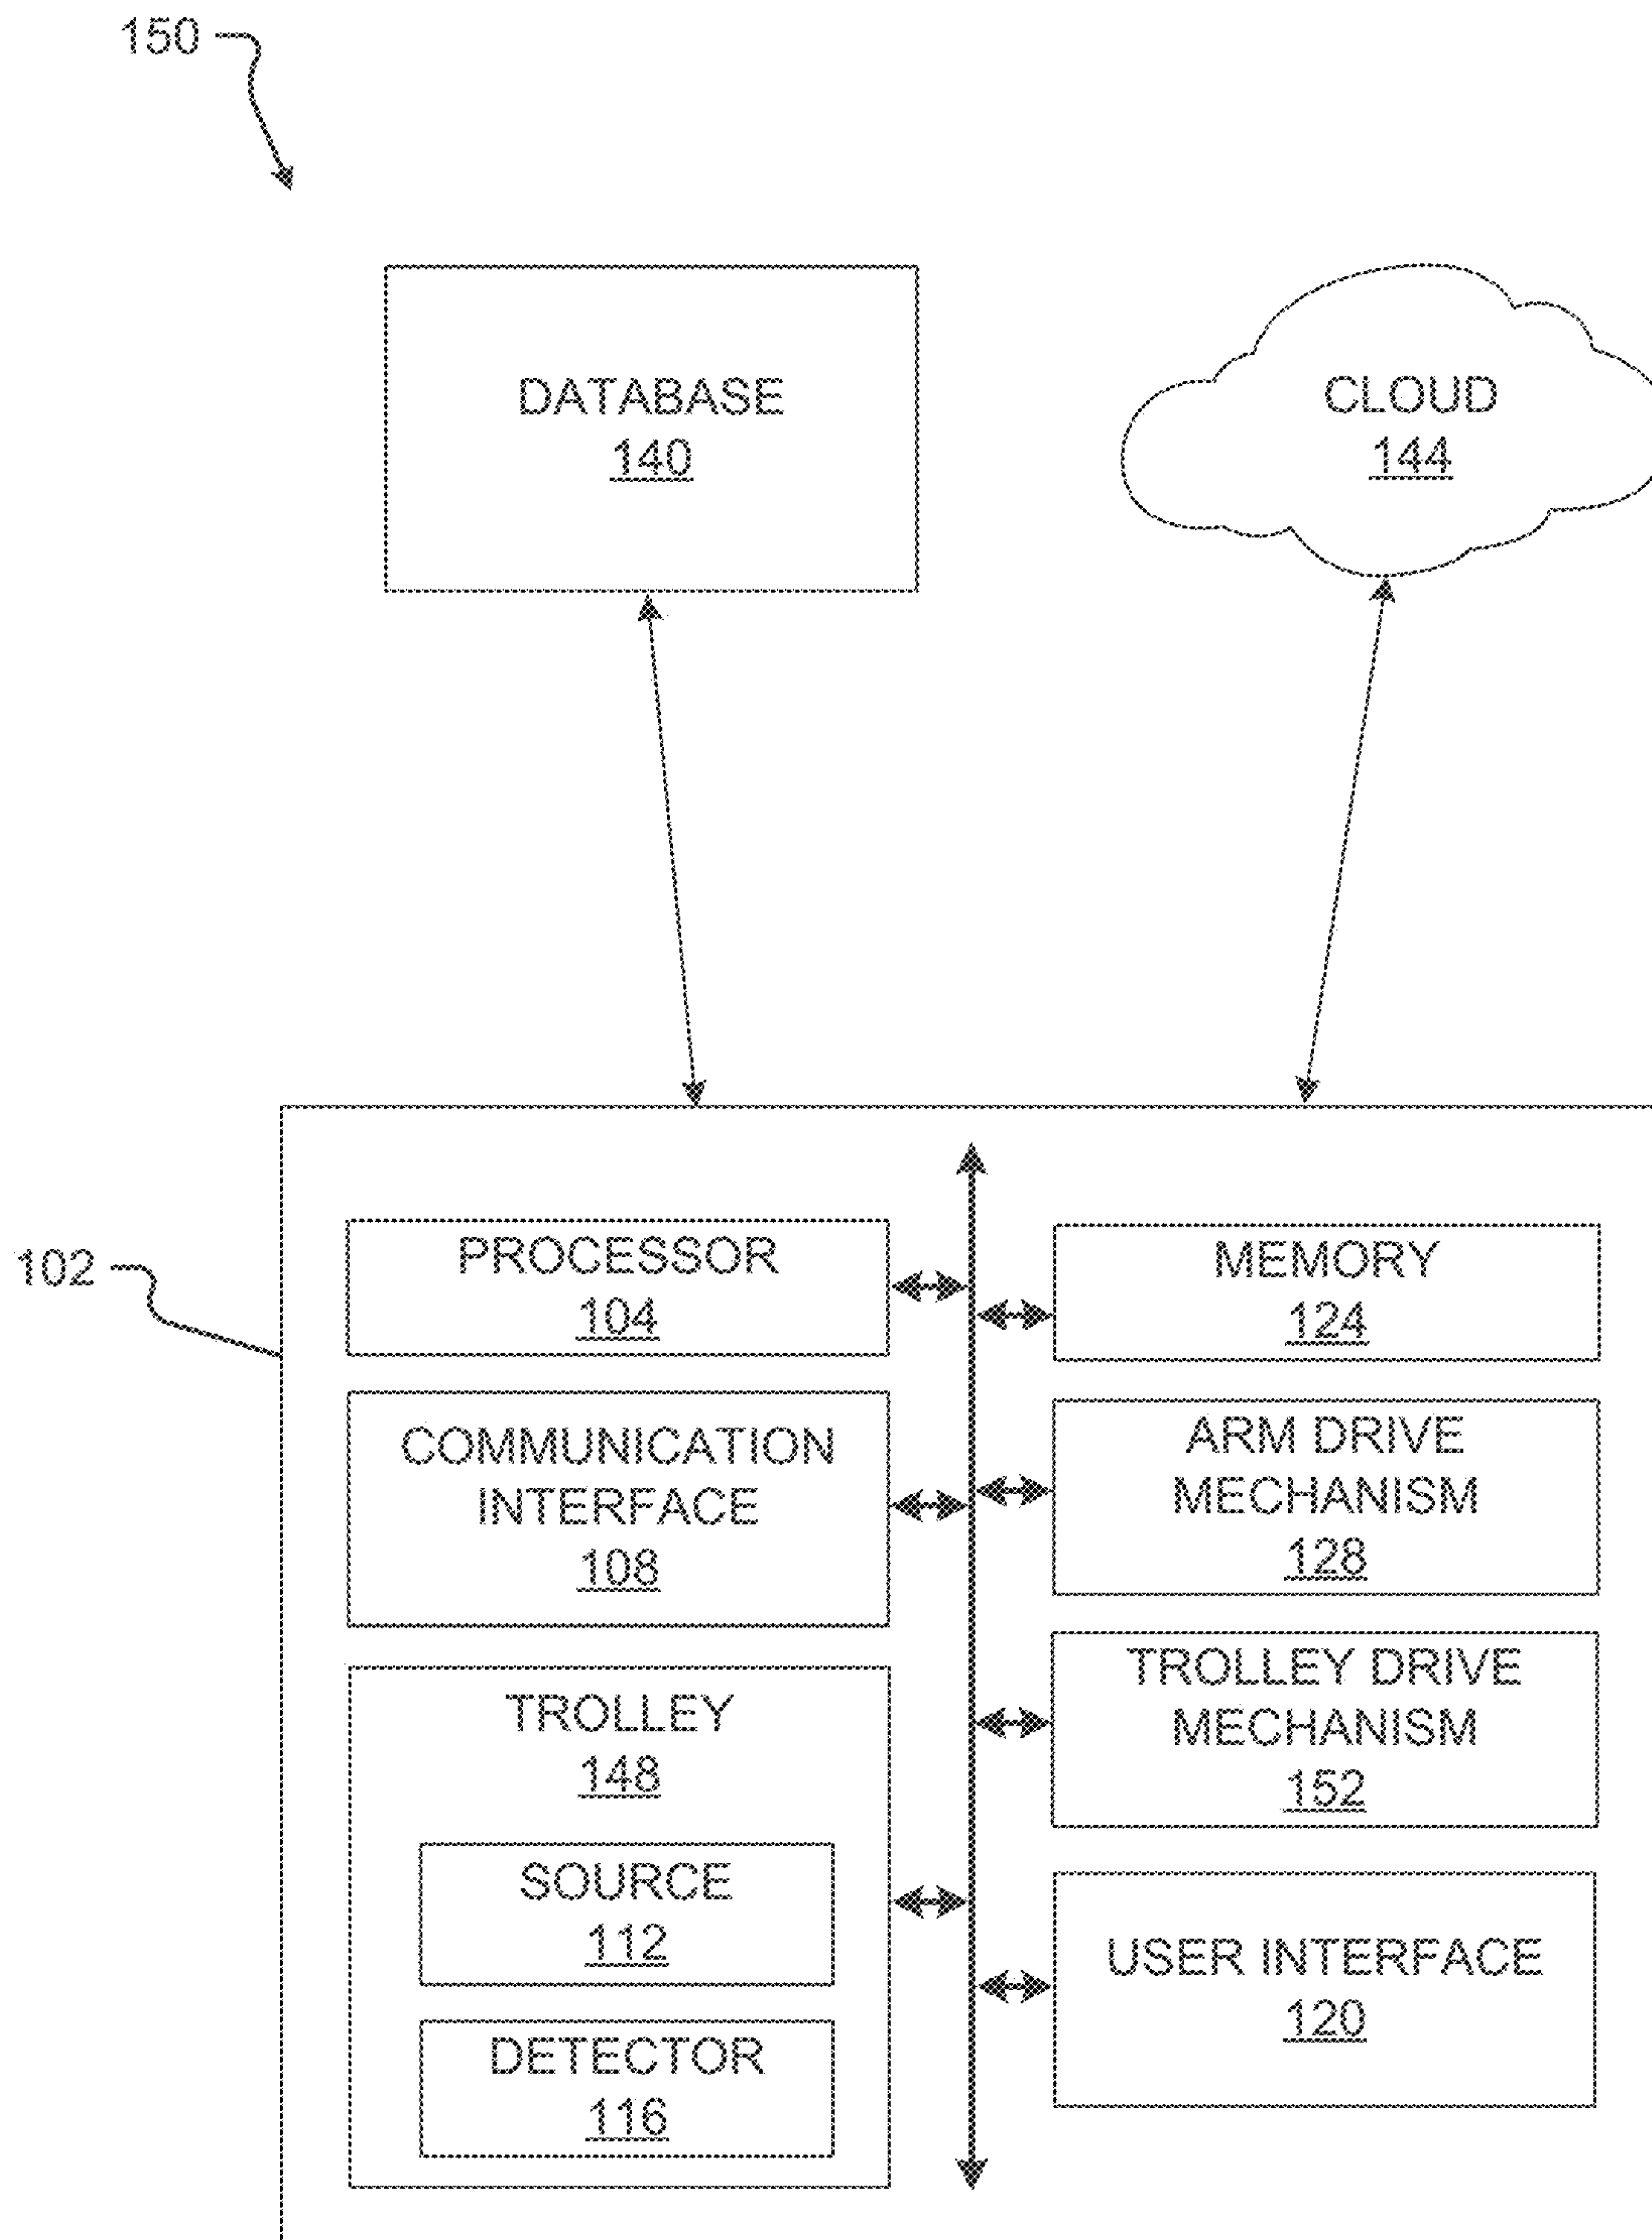 150
DATABASE
140
CLOUD
144
102
PROCESSOR
104
COMMUNICATION
INTERFACE
108
TROLLEY
148
SOURCE
112
DETECTOR
116
MEMORY
124
ARM DRIVE
MECHANISM
128
TROLLEY DRIVE
MECHANISM
152
USER INTERFACE
120